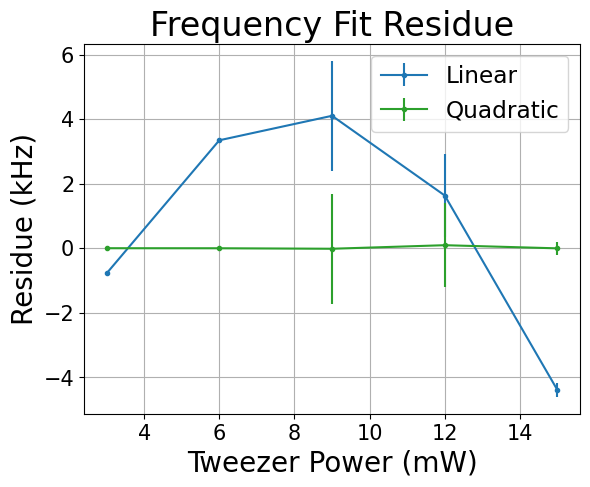 Frequency Fit Residue
Linear
Quadratic
6
4
2
0
−2
−4
Residue (kHz)
4
6
8
10
12
14
Tweezer Power (mW)